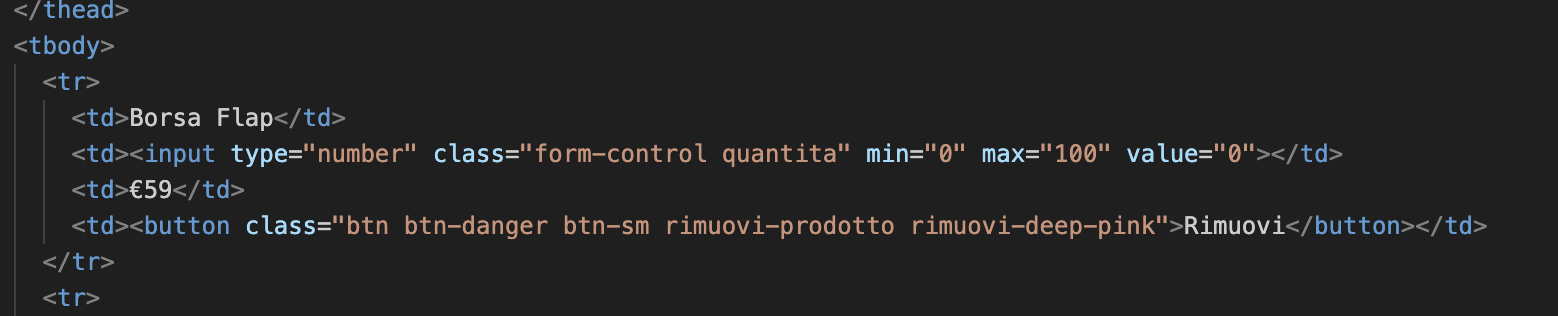 </thead>
<tbody>
<tr>
<td>Borsa Flap</td>
<td><input type="number" class="form-control quantita" min="0" max="100" value="0"></td>
<td>€59</td>
<td><button class="btn btn-danger btn-sm rimuovi-prodotto rimuovi-deep-pink">Rimuovi</button></td>
</tr>
<tr>